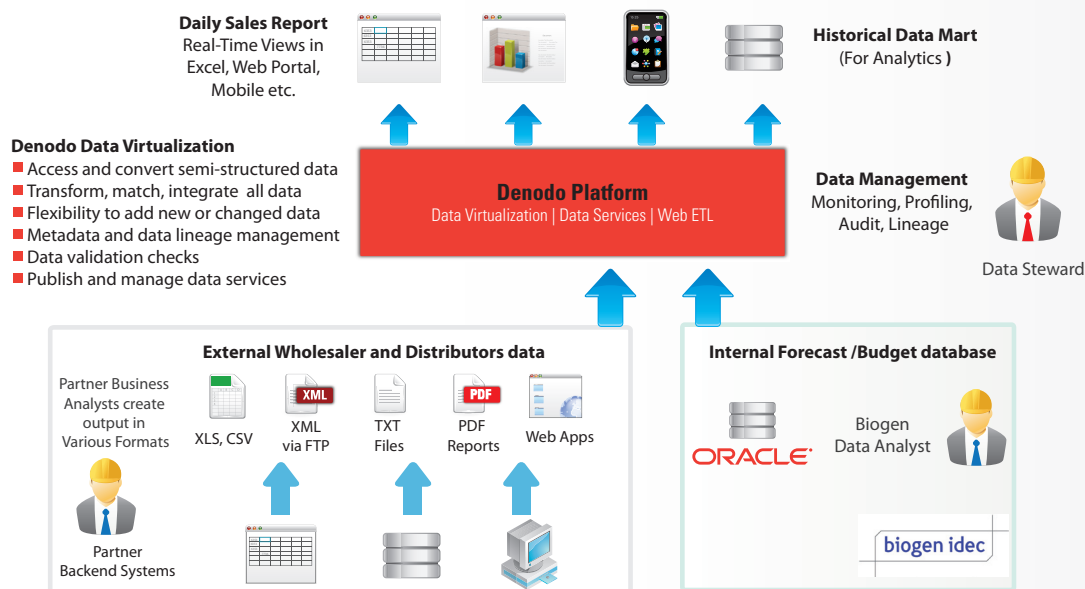 Daily Sales Report
Real-Time Views in
Excel, Web Portal,
Mobile etc.
Historical Data Mart
(For Analytics )
Denodo Data Virtualization
Access and convert semi-structured data
Transform, match, integrate all data
Flexibility to add new or changed data
Metadata and data lineage management
Data validation checks
Publish and manage data services
Denodo Platform
Data Virtualization | Data Services | Web ETL
Data Management
Monitoring, Profiling,
Audit, Lineage
Data Steward
External Wholesaler and Distributors data
Partner Business
Analysts create
output in
Various Formats
XLS, CSV
XML
XML
via FTP
TXT
Files
PDF
PDF
Reports
Web Apps
Partner
Backend Systems
Internal Forecast /Budget database
ORACLE
Biogen
Data Analyst
biogen idec